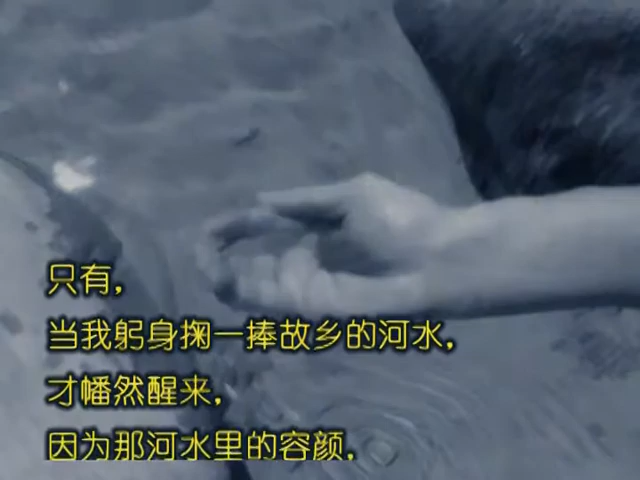 只有，
当我躬身掬一捧故乡的河水，
才幡然醒来，
因为那河水里的容颜，